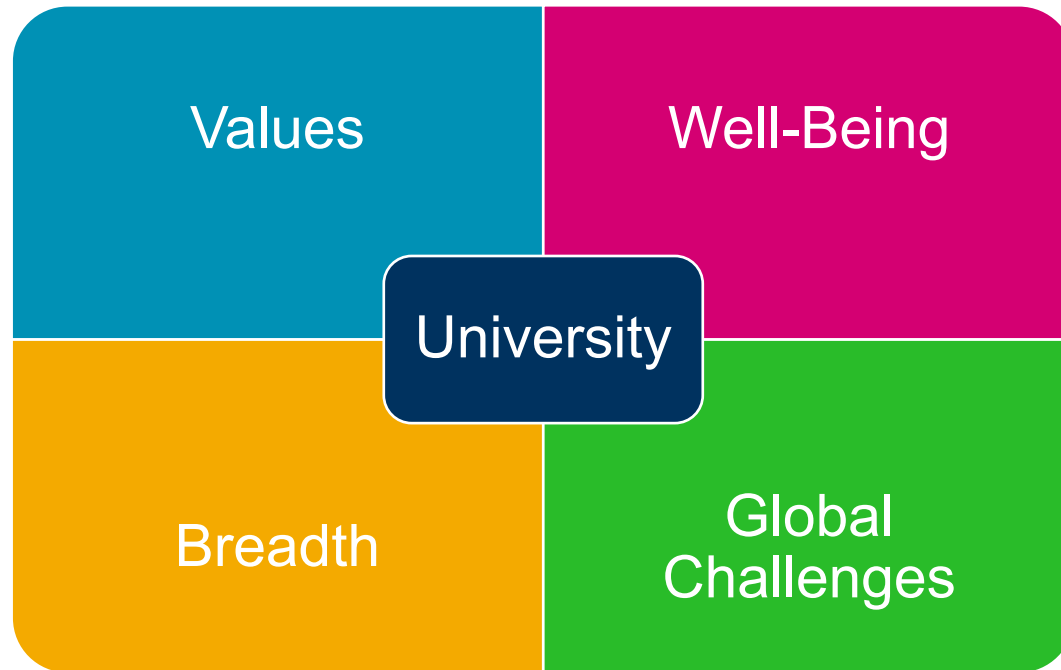 Values
Well-Being
University
Breadth
Global
Challenges